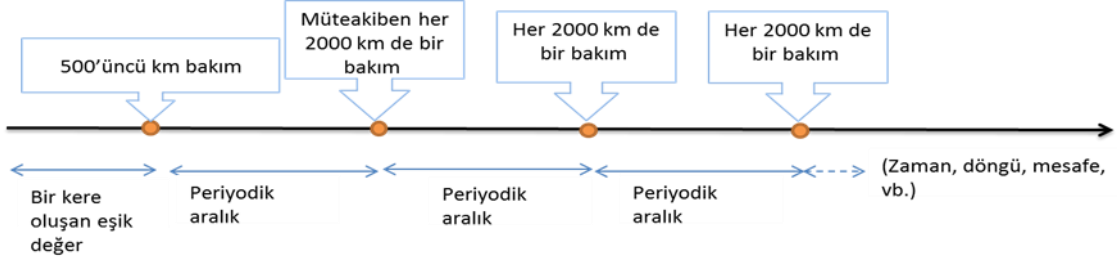 500’üncü km bakım
Müteakiben her
2000 km de bir
bakım
Her 2000 km de
bir bakım
Her 2000 km de
bir bakım
Bir kere
oluşan eşik
değer
Periyodik
aralık
Periyodik
aralık
Periyodik
aralık
(Zaman, döngü, mesafe,
vb.)